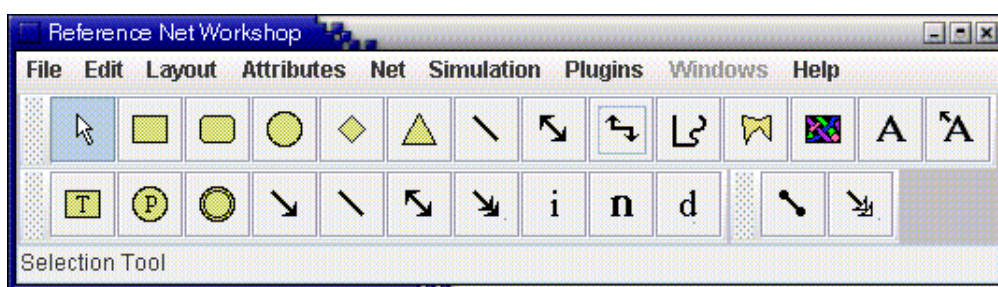 Reference Net Workshop
File Edit Layout Attributes Net Simulation Plugins Windows Help
A A
T P i n d
Selection Tool